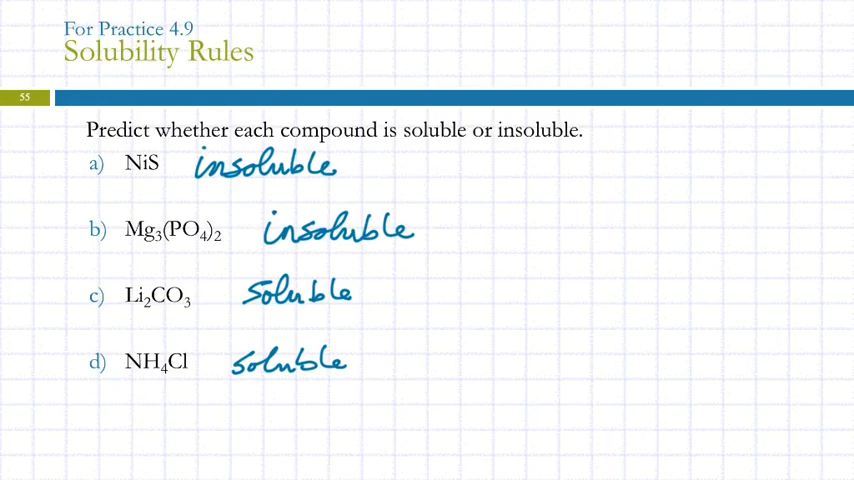 For Practice 4.9
Solubility Rules
55
Predict whether each compound is soluble or insoluble.
a) NiS insoluble
b) Mg₃(PO₄)₂ insoluble
c) Li₂CO₃ soluble
d) NH₄Cl soluble